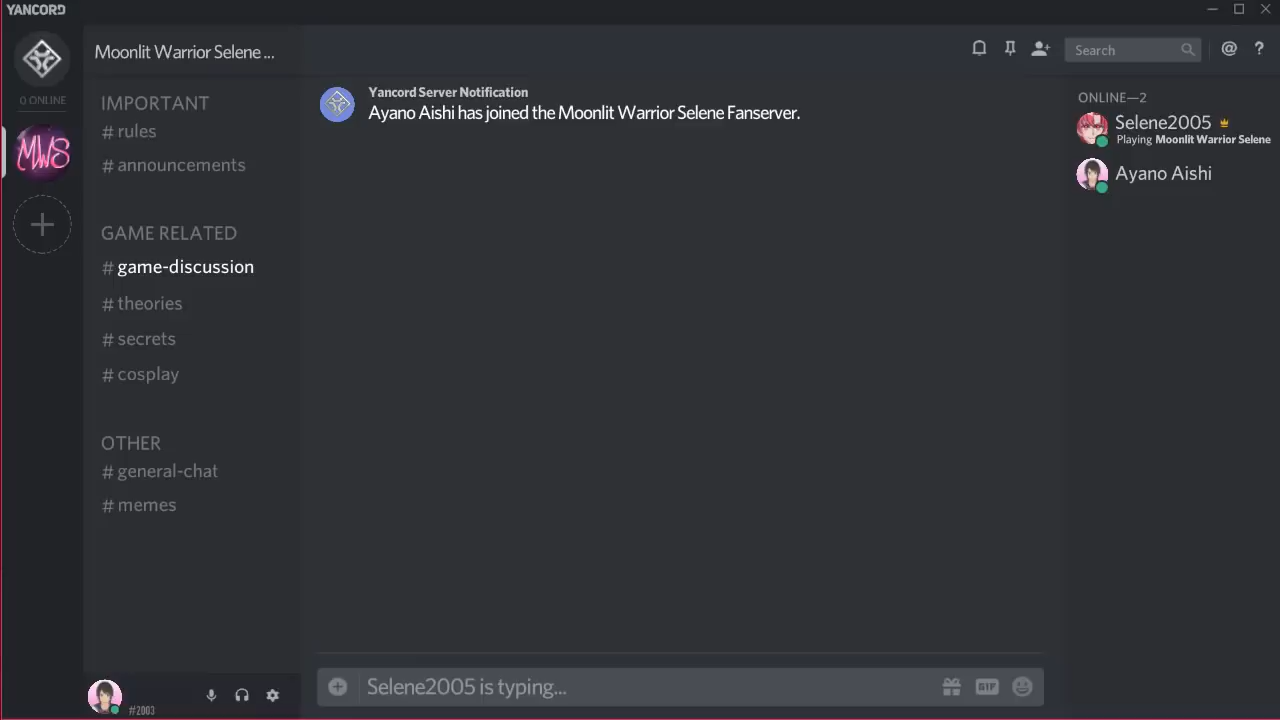 YANCORD
0 ONLINE
MWS
Moonlit Warrior Selene ...
IMPORTANT
# rules
# announcements
GAME RELATED
# game-discussion
# theories
# secrets
# cosplay
OTHER
# general-chat
# memes
#2003
Search
@ ?
Yancord Server Notification
Ayano Aishi has joined the Moonlit Warrior Selene Fanserver.
Selene2005 is typing...
GIF
ONLINE—2
Selene2005
Playing Moonlit Warrior Selene
Ayano Aishi